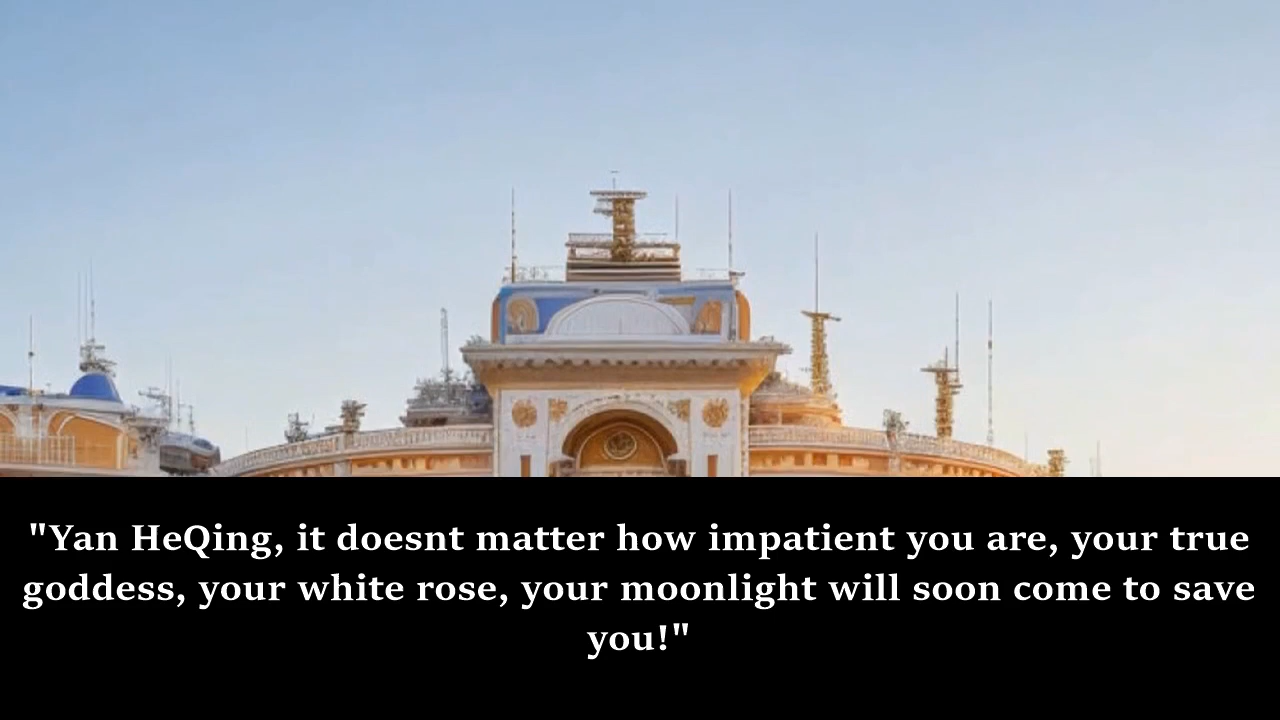 "Yan HeQing, it doesnt matter how impatient you are, your true
goddess, your white rose, your moonlight will soon come to save
you!"